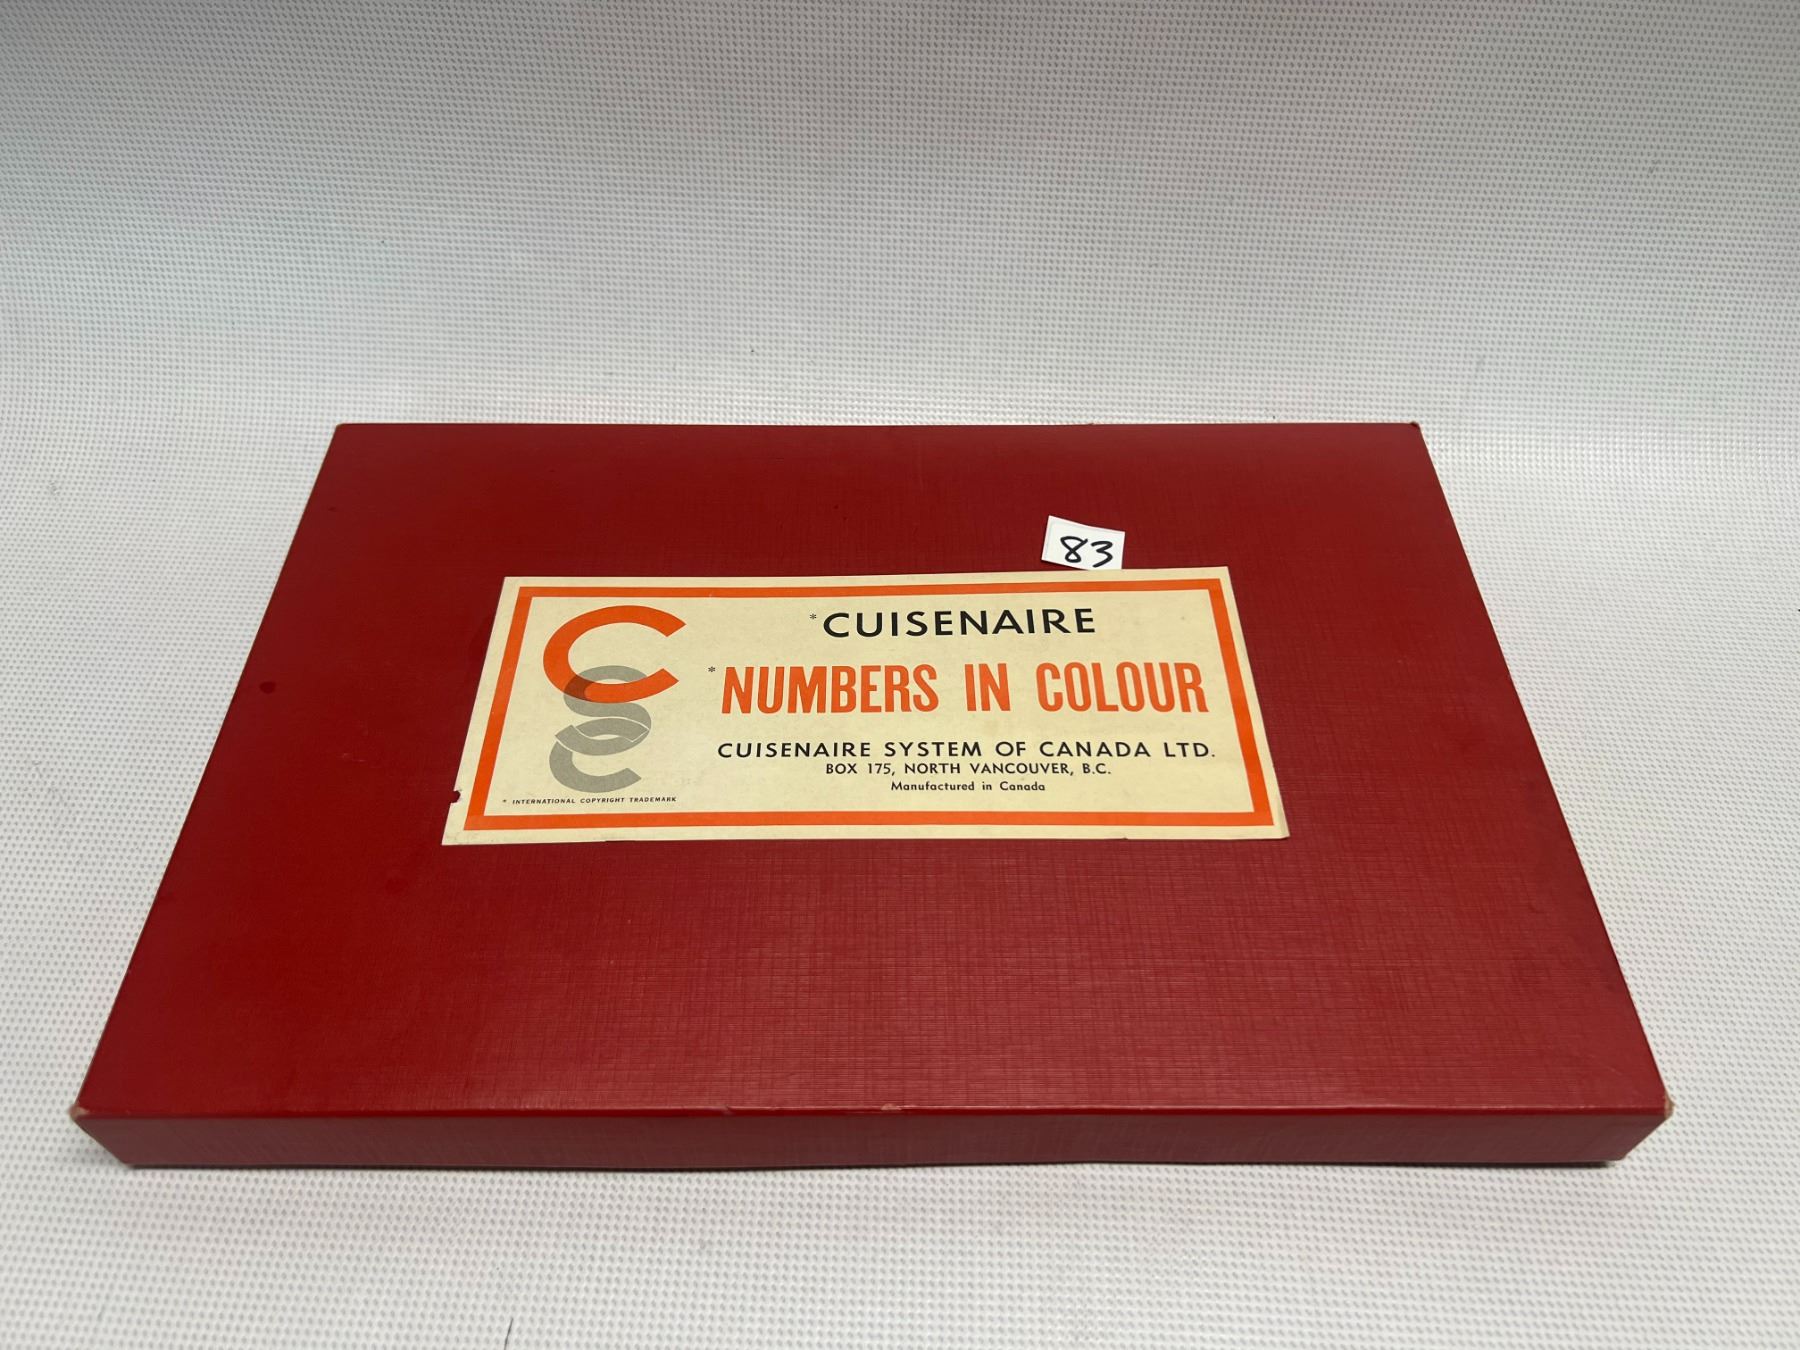 83
*CUISENAIRE
*NUMBERS IN COLOUR
CUISENAIRE SYSTEM OF CANADA LTD.
BOX 175, NORTH VANCOUVER, B.C.
Manufactured in Canada
* INTERNATIONAL COPYRIGHT TRADEMARK